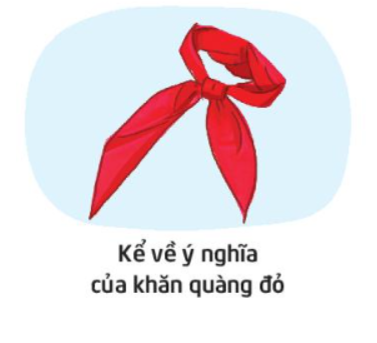 Kể về ý nghĩa
của khăn quàng đỏ